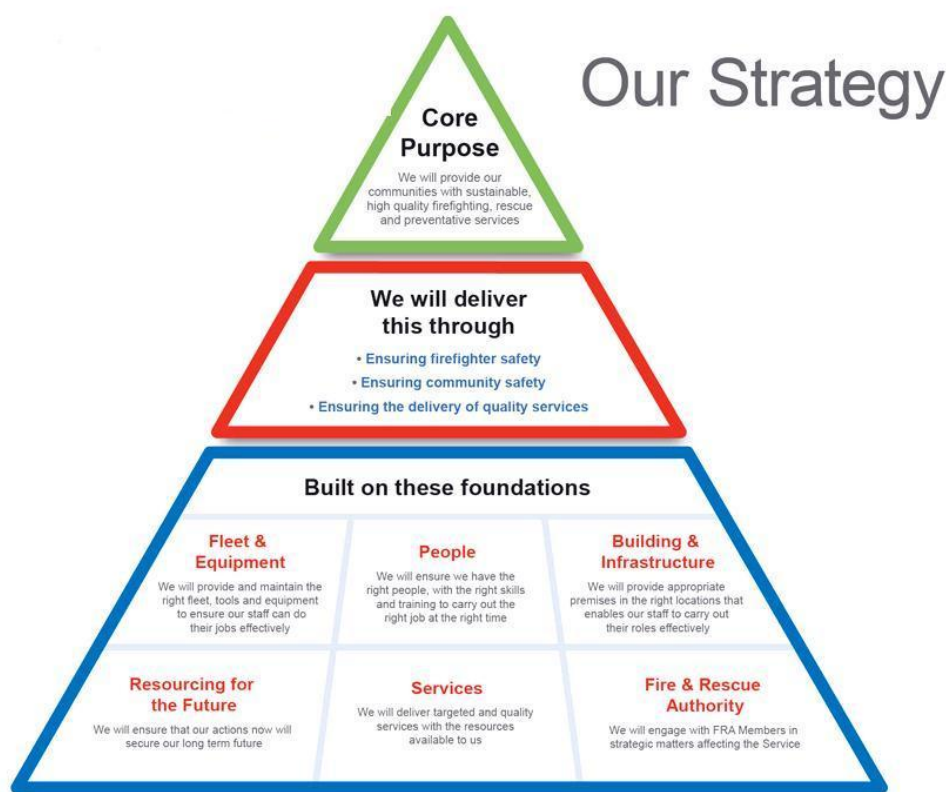 Our Strategy
Core
Purpose
We will provide our
communities with sustainable,
high quality firefighting, rescue
and preventative services
We will deliver
this through
• Ensuring firefighter safety
• Ensuring community safety
• Ensuring the delivery of quality services
Built on these foundations
Fleet &
Equipment
We will provide and maintain the
right fleet, tools and equipment
to ensure our staff can do
their jobs effectively
People
We will ensure we have the
right people, with the right skills
and training to carry out the
right job at the right time
Building &
Infrastructure
We will provide appropriate
premises in the right locations that
enables our staff to carry out
their roles effectively
Resourcing for
the Future
We will ensure that our actions now will
secure our long term future
Services
We will deliver targeted and quality
services with the resources
available to us
Fire & Rescue
Authority
We will engage with FRA Members in
strategic matters affecting the Service